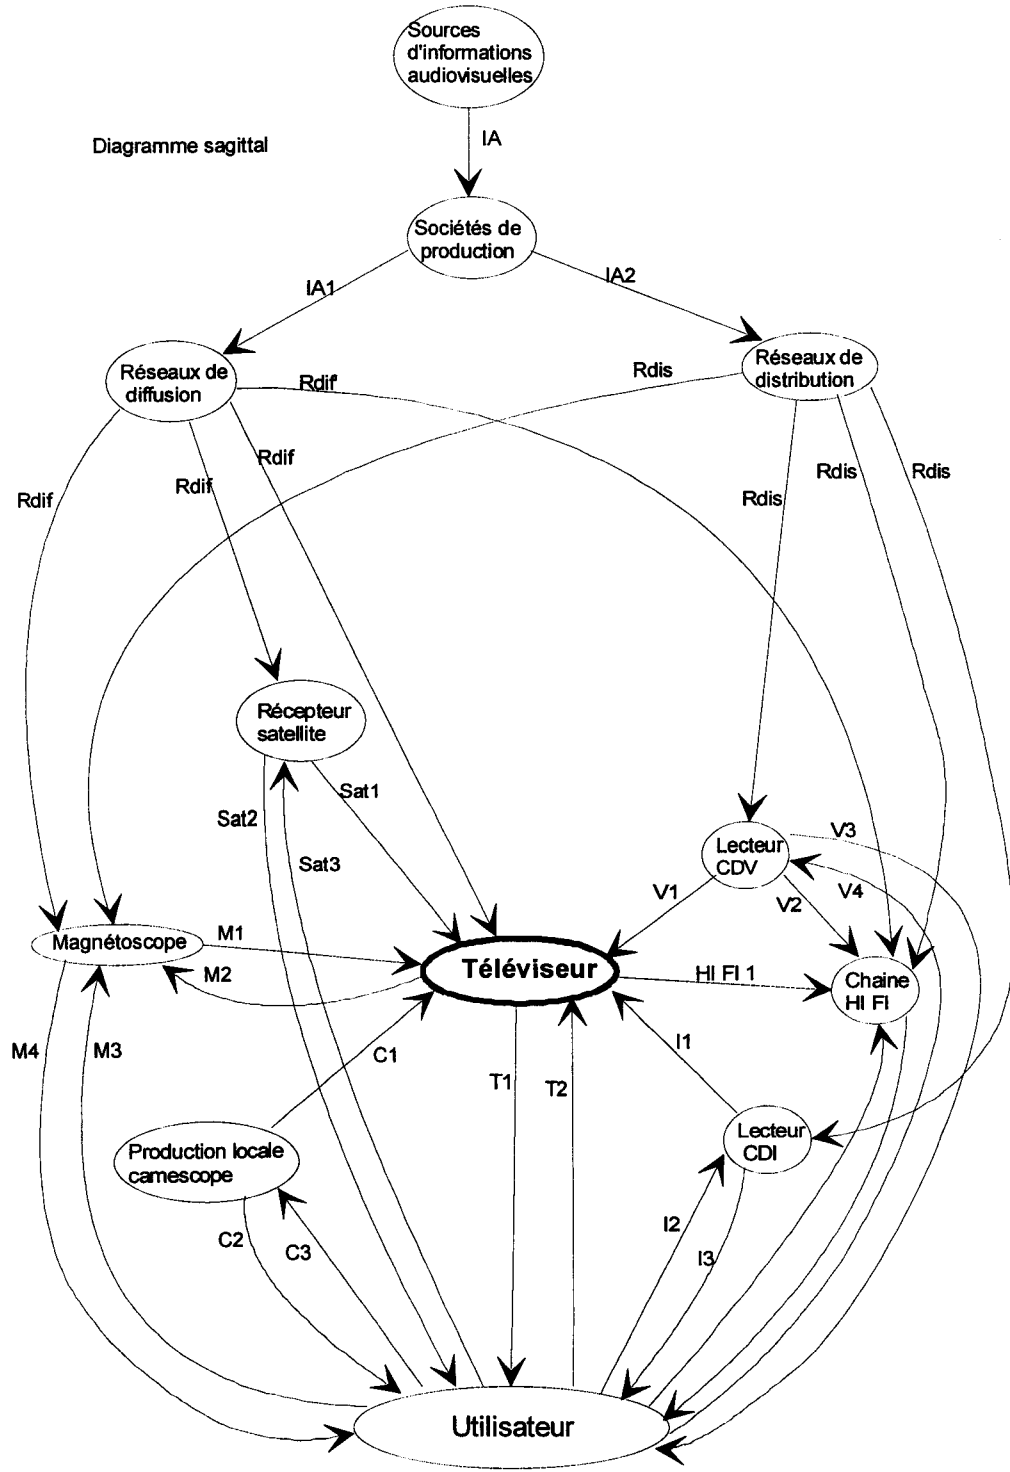 Sources
d'informations
audiovisuelles
IA
Diagramme sagittal
Sociétés de
production
IA1
IA2
Réseaux de
diffusion
Réseaux de
distribution
Rdif
Rdis
Rdif
Rdif
Rdif
Rdis
Rdis
Rdis
Récepteur
satellite
Sat1
Sat2
Sat3
Lecteur
CDV
V3
V4
V1
V2
Magnétoscope
M1
M2
Téléviseur
HI FI 1
Chaine
HI FI
M4
M3
C1
T1
T2
I1
Production locale
camescope
Lecteur
CDI
C2
C3
I2
I3
Utilisateur